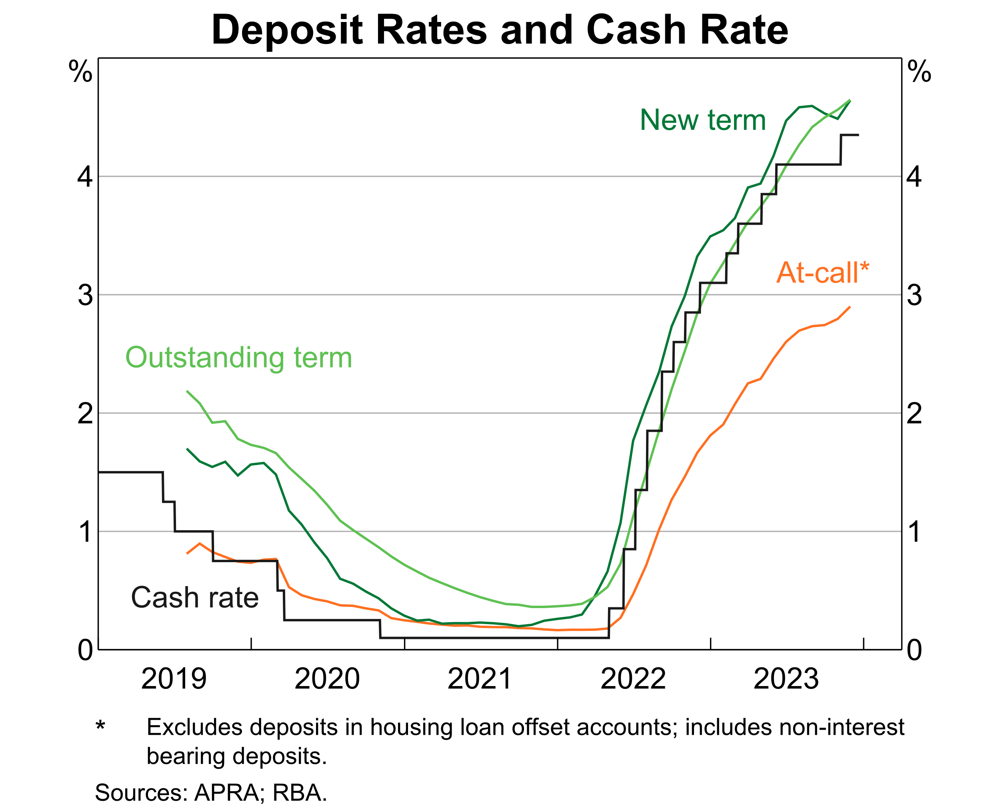 Deposit Rates and Cash Rate
% %
New term
4 4
At-call*
3 3
Outstanding term
2 2
1 1
Cash rate
0 0
2019 2020 2021 2022 2023
* Excludes deposits in housing loan offset accounts; includes non-interest
bearing deposits.
Sources: APRA; RBA.